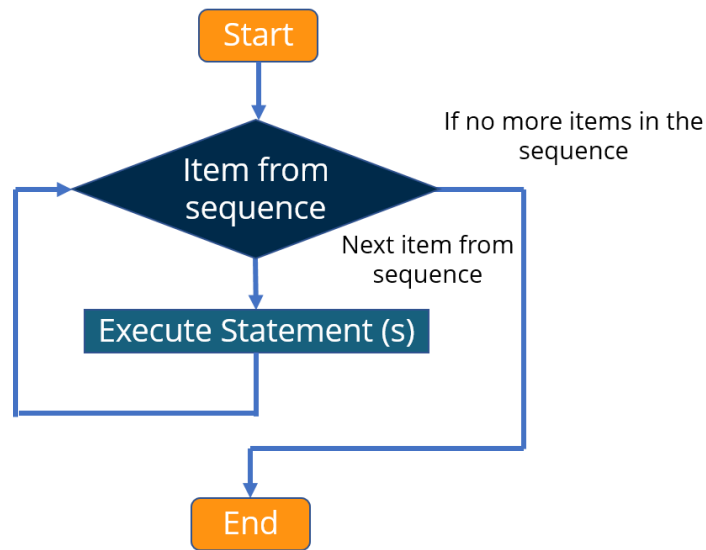 Start
If no more items in the
sequence
Item from
sequence
Next item from
sequence
Execute Statement (s)
End